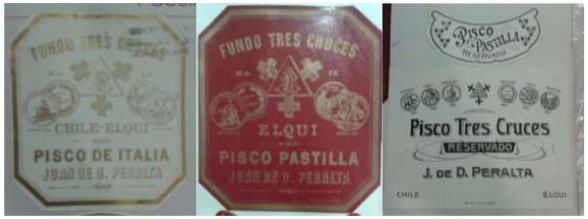 FUNDO TRES CRUCES
CHILE-ELQUI
PISCO DE ITALIA
JUAN DE D. PERALTA
FUNDO TRES CRUCES
ELQUI
PISCO PASTILLA
JUAN DE D. PERALTA
PISCO
PASTILLA
RESERVADO
Pisco Tres Cruces
RESERVADO
J. DE D. PERALTA
CHILE
ELQUI